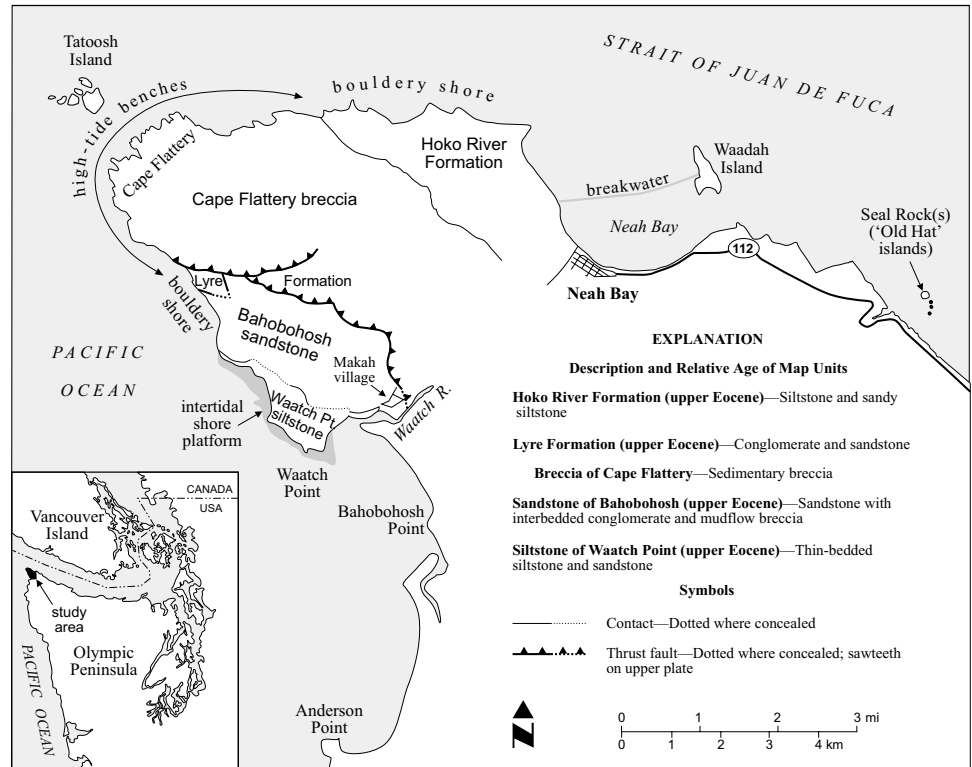 Tatoosh
Island
high-tide benches
bouldery shore
STRAIT OF JUAN DE FUCA
Cape Flattery
Hoko River
Formation
Waadah
Island
Cape Flattery breccia
breakwater
Neah Bay
Seal Rock(s)
(‘Old Hat’
islands)
112
Neah Bay
Lyre
Formation
bouldery
shore
Bahobohosh
sandstone
PACIFIC
OCEAN
Makah
village
Waatch R.
Waatch Pt.
siltstone
intertidal
shore
platform
Waatch
Point
Bahobohosh
Point
Anderson
Point
EXPLANATION
Description and Relative Age of Map Units
Hoko River Formation (upper Eocene)—Siltstone and sandy
siltstone
Lyre Formation (upper Eocene)—Conglomerate and sandstone
Breccia of Cape Flattery—Sedimentary breccia
Sandstone of Bahobohosh (upper Eocene)—Sandstone with
interbedded conglomerate and mudflow breccia
Siltstone of Waatch Point (upper Eocene)—Thin-bedded
siltstone and sandstone
Symbols
Contact—Dotted where concealed
Thrust fault—Dotted where concealed; sawteeth
on upper plate
N
0 1 2 3 mi
0 1 2 3 4 km
CANADA
USA
Vancouver
Island
study
area
Olympic
Peninsula
PACIFIC OCEAN